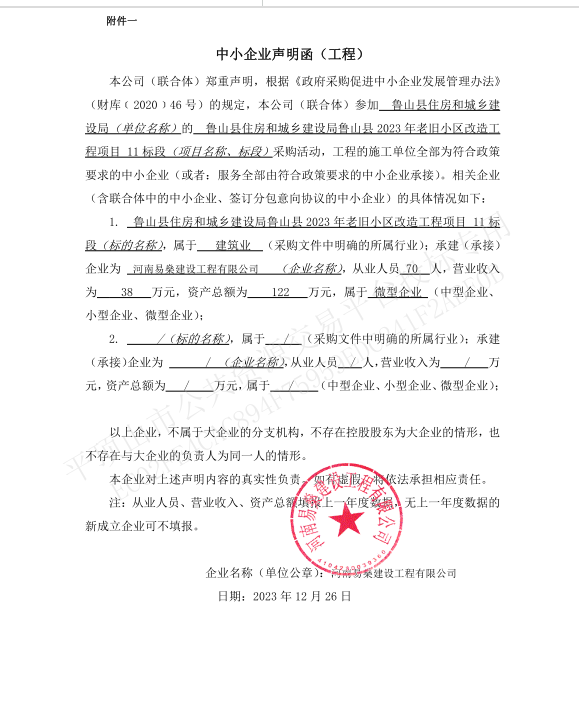 附件一
中小企业声明函（工程）
本公司（联合体）郑重声明，根据《政府采购促进中小企业发展管理办法》
（财库﹝2020﹞46 号）的规定，本公司（联合体）参加 鲁山县住房和城乡建
设局（单位名称）的 鲁山县住房和城乡建设局鲁山县 2023 年老旧小区改造工
程项目 11 标段（项目名称、标段）采购活动，工程的施工单位全部为符合政策
要求的中小企业（或者：服务全部由符合政策要求的中小企业承接）。相关企业
（含联合体中的中小企业、签订分包意向协议的中小企业）的具体情况如下：
1. 鲁山县住房和城乡建设局鲁山县 2023 年老旧小区改造工程项目 11 标
段（标的名称），属于 建筑业 （采购文件中明确的所属行业）；承建（承接）
企业为 河南易燊建设工程有限公司 （企业名称），从业人员 70 人，营业收入
为 38 万元，资产总额为 122 万元，属于 微型企业 （中型企业、
小型企业、微型企业）；
2. /（标的名称），属于 / （采购文件中明确的所属行业）；承建
（承接）企业为 / （企业名称），从业人员 / 人，营业收入为 / 万
元，资产总额为 / 万元，属于 / （中型企业、小型企业、微型企业）；
以上企业，不属于大企业的分支机构，不存在控股股东为大企业的情形，也
不存在与大企业的负责人为同一人的情形。
本企业对上述声明内容的真实性负责。如有虚假，将依法承担相应责任。
注：从业人员、营业收入、资产总额填报上一年度数据，无上一年度数据的
新成立企业可不填报。
河南易燊建设工程有限公司
企业名称（单位公章）：河南易燊建设工程有限公司
日期：2023 年 12 月 26 日